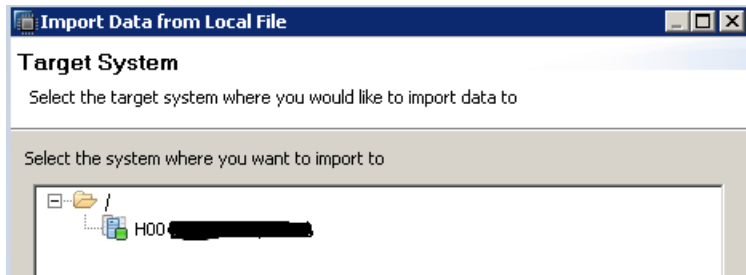 Import Data from Local File
Target System
Select the target system where you would like to import data to
Select the system where you want to import to
/
H00